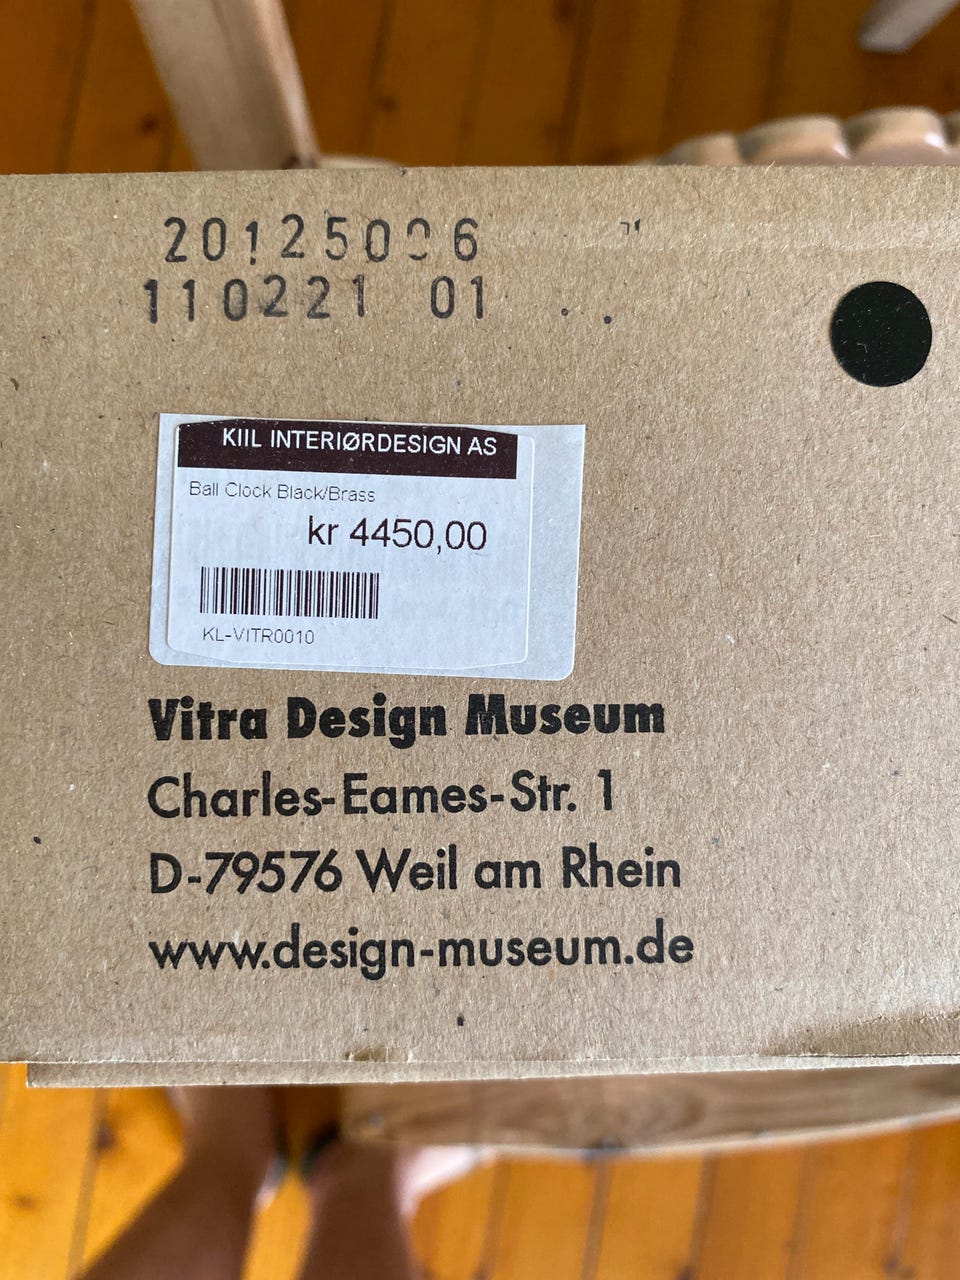 20125006
110221 01
KIIL INTERIØRDESIGN AS
Ball Clock Black/Brass
kr 4450,00
KL-VITR0010
Vitra Design Museum
Charles-Eames-Str. 1
D-79576 Weil am Rhein
www.design-museum.de